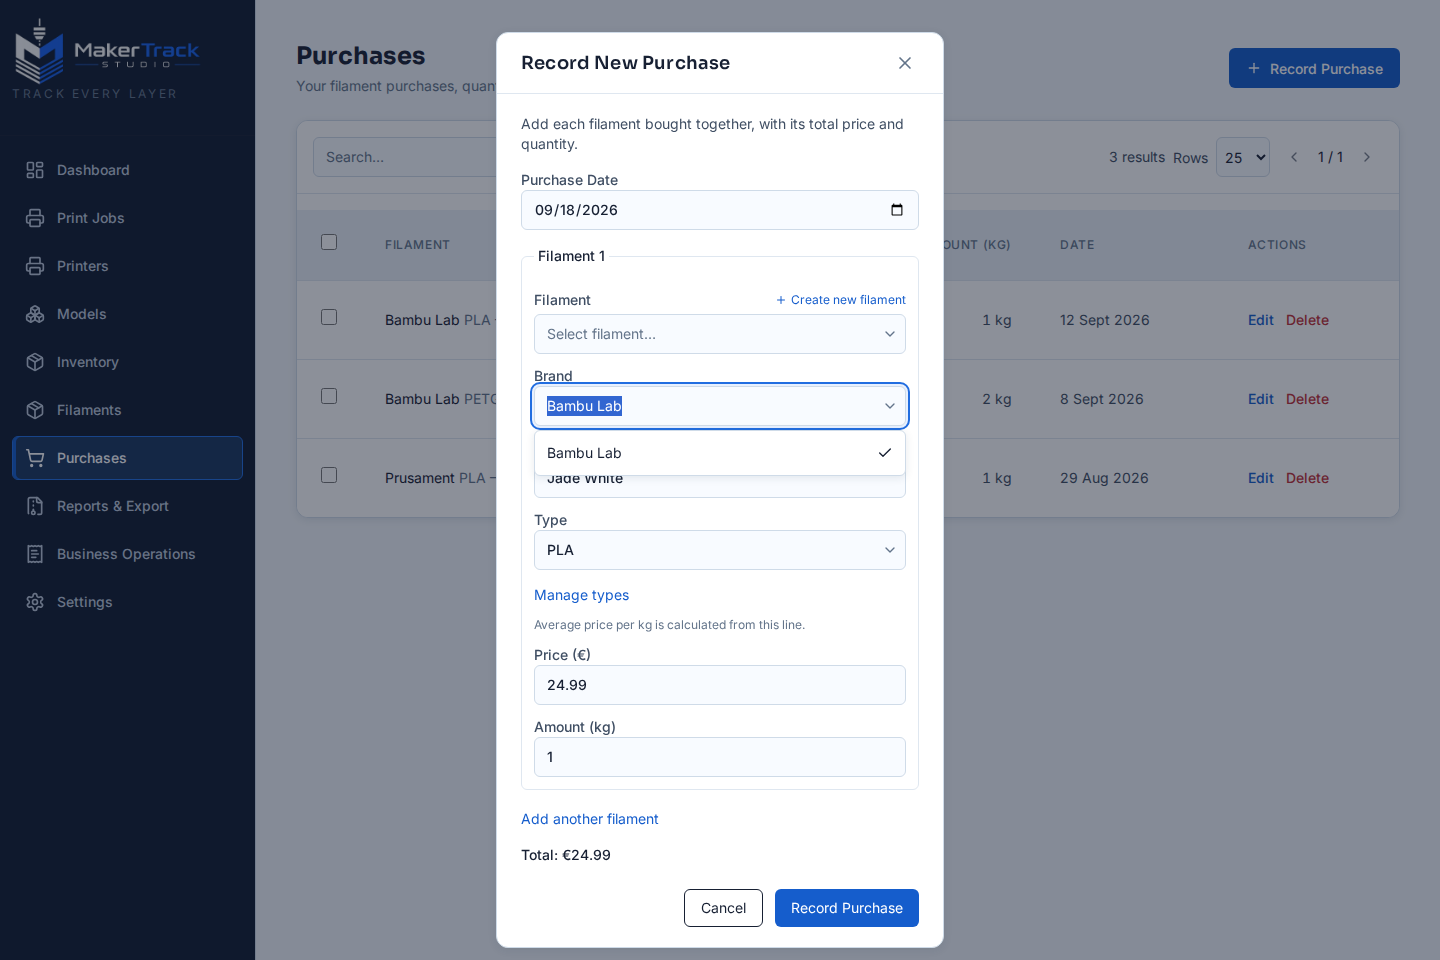 MakerTrack
STUDIO
TRACK EVERY LAYER
Dashboard
Print Jobs
Printers
Models
Inventory
Filaments
Purchases
Reports & Export
Business Operations
Settings
Purchases
Your filament purchases,
Record Purchase
Search...
3 results Rows 25 1 / 1
FILAMENT (KG) DATE ACTIONS
Bambu Lab PLA 1 kg 12 Sept 2026 Edit Delete
Bambu Lab 2 kg 8 Sept 2026 Edit Delete
Prusament PLA – 1 kg 29 Aug 2026 Edit Delete
Record New Purchase
Add each filament bought together, with its total price and
quantity.
Purchase Date
09/18/2026
Filament 1
Filament
+ Create new filament
Select filament...
Brand
Bambu Lab
Bambu Lab
Jade White
Type
PLA
Manage types
Average price per kg is calculated from this line.
Price (€)
24.99
Amount (kg)
1
Add another filament
Total: €24.99
Cancel
Record Purchase